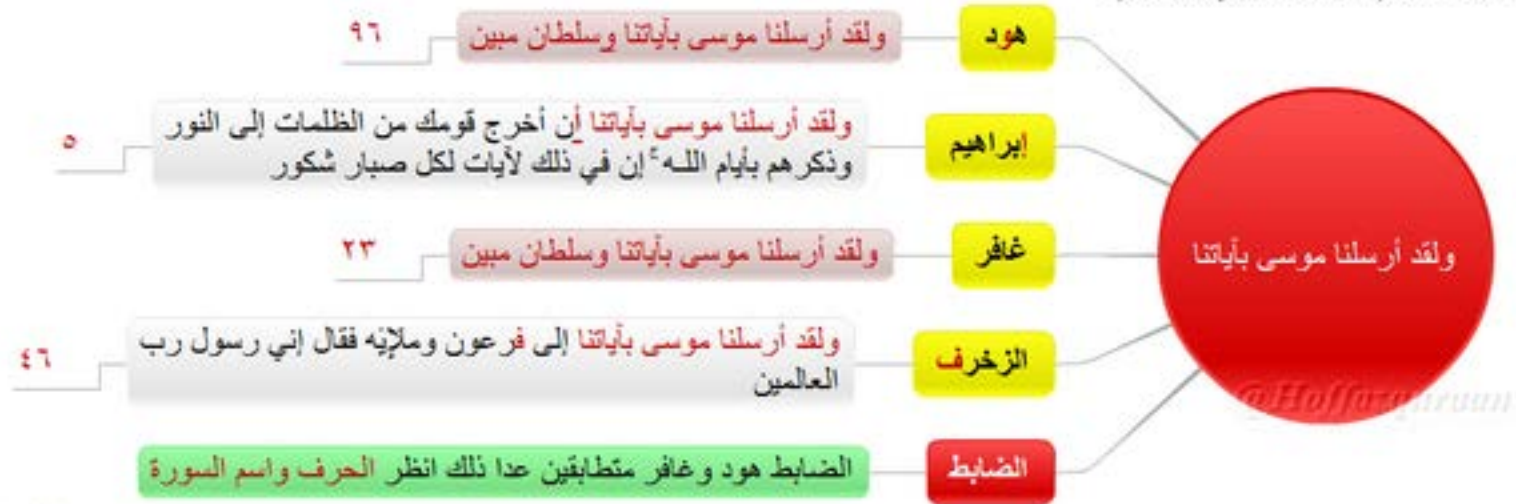 ولقد أرسلنا موسى بآياتنا
هود
ولقد أرسلنا موسى بآياتنا وسلطان مبين
٩٦
إبراهيم
ولقد أرسلنا موسى بآياتنا أن أخرج قومك من الظلمات إلى النور
وذكرهم بأيام اللـه ۚ إن في ذلك لآيات لكل صبار شكور
٥
غافر
ولقد أرسلنا موسى بآياتنا وسلطان مبين
٢٣
الزخرف
ولقد أرسلنا موسى بآياتنا إلى فرعون وملإيه فقال إني رسول رب
العالمين
٤٦
الضابط
الضابط هود وغافر متطابقين عدا ذلك انظر الحرف واسم السورة